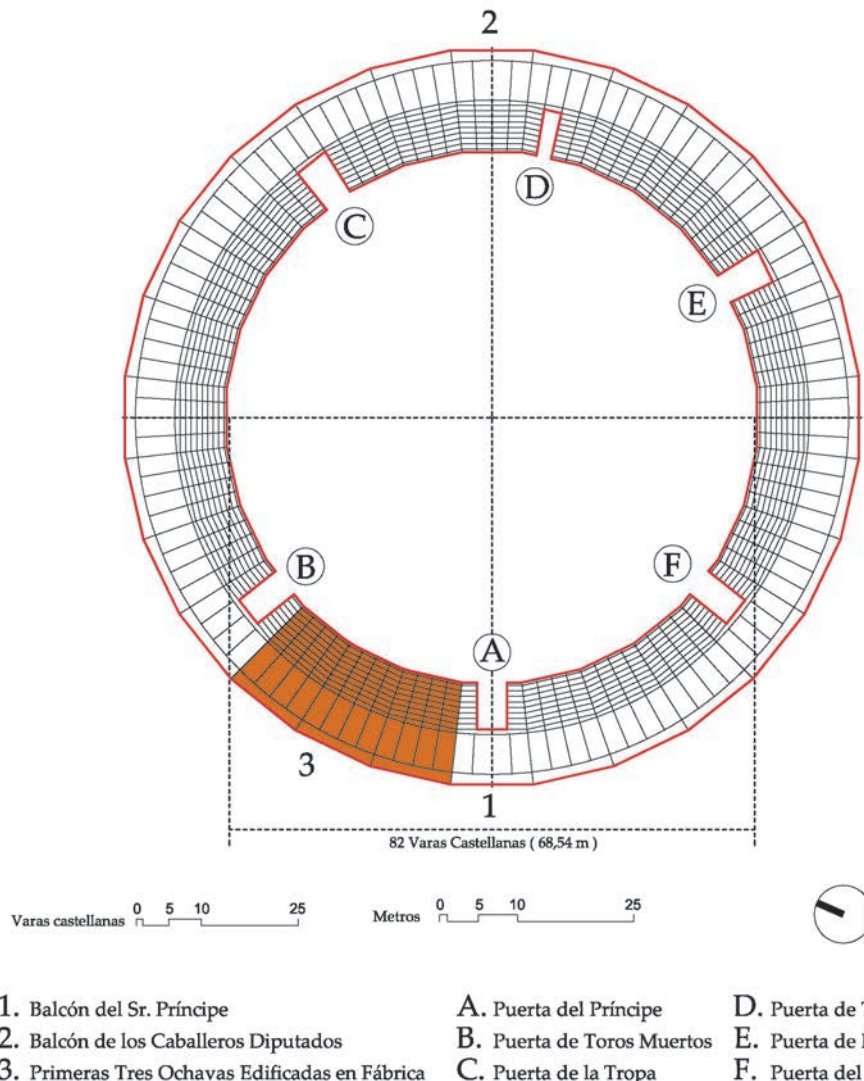 2
C
D
E
B
F
A
3
1
82 Varas Castellanas ( 68,54 m )
Varas castellanas 0 5 10 25
Metros 0 5 10 25
1. Balcón del Sr. Príncipe
2. Balcón de los Caballeros Diputados
3. Primeras Tres Ochavas Edificadas en Fábrica
A. Puerta del Príncipe
B. Puerta de Toros Muertos
C. Puerta de la Tropa
D. Puerta de
E. Puerta de
F. Puerta del